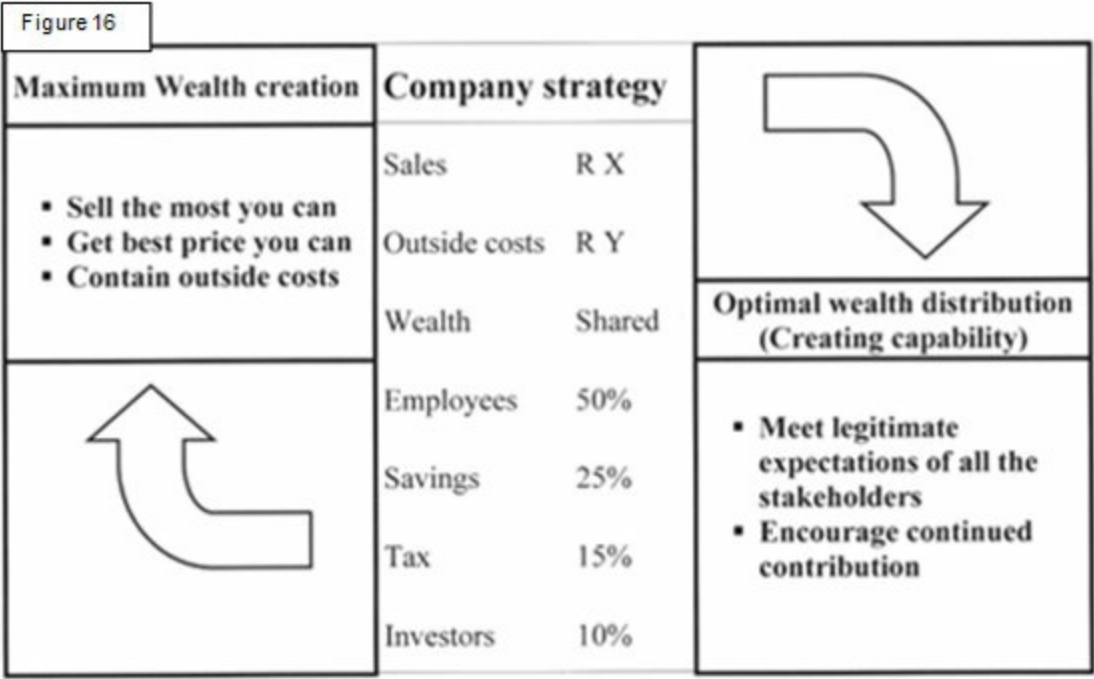 Figure 16
Maximum Wealth creation
▪ Sell the most you can
▪ Get best price you can
▪ Contain outside costs
Company strategy
Sales R X
Outside costs R Y
Wealth Shared
Employees 50%
Savings 25%
Tax 15%
Investors 10%
Optimal wealth distribution
(Creating capability)
▪ Meet legitimate
expectations of all the
stakeholders
▪ Encourage continued
contribution